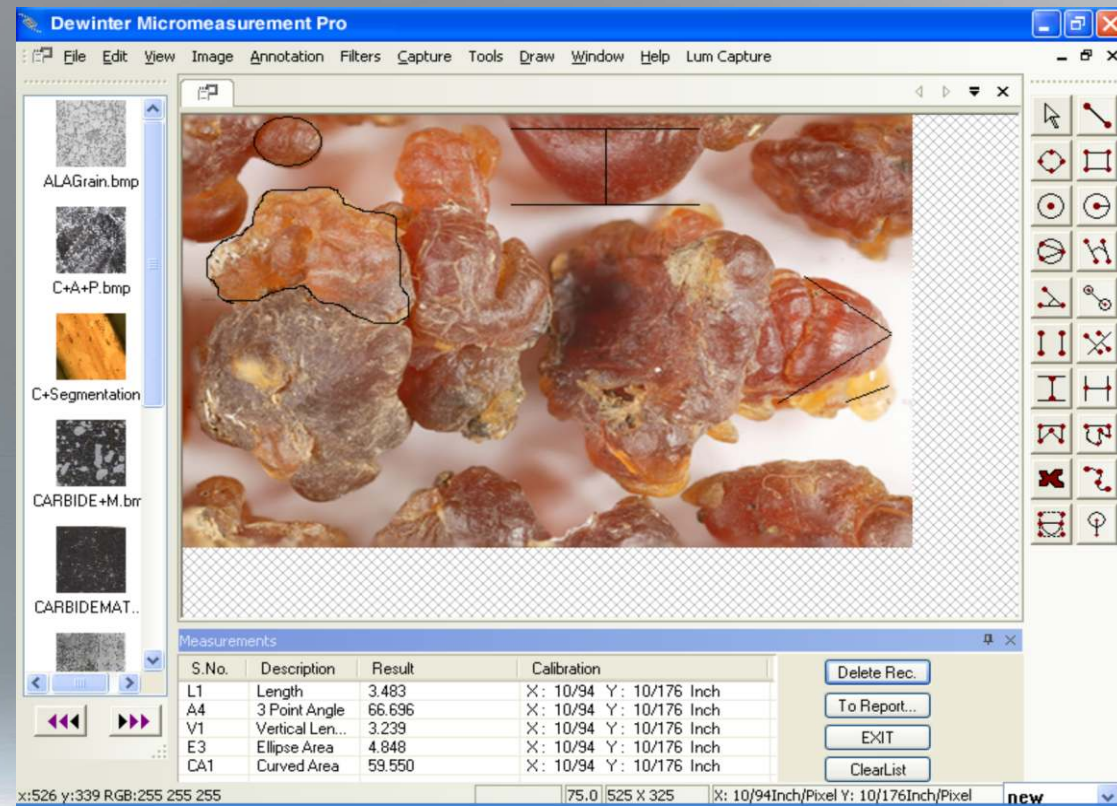 Dewinter Micromeasurement Pro
File Edit View Image Annotation Filters Capture Tools Draw Window Help Lum Capture
ALAGrain.bmp
C+A+P.bmp
C+Segmentation
CARBIDE+M.bm
CARBIDEMAT..
Measurements
S.No. Description Result Calibration
L1 Length 3.483 X: 10/94 Y: 10/176 Inch
A4 3 Point Angle 66.696 X: 10/94 Y: 10/176 Inch
V1 Vertical Len... 3.239 X: 10/94 Y: 10/176 Inch
E3 Ellipse Area 4.848 X: 10/94 Y: 10/176 Inch
CA1 Curved Area 59.550 X: 10/94 Y: 10/176 Inch
Delete Rec.
To Report...
EXIT
ClearList
x:526 y:339 RGB:255 255 255 75.0 525 X 325 X: 10/94Inch/Pixel Y: 10/176Inch/Pixel new